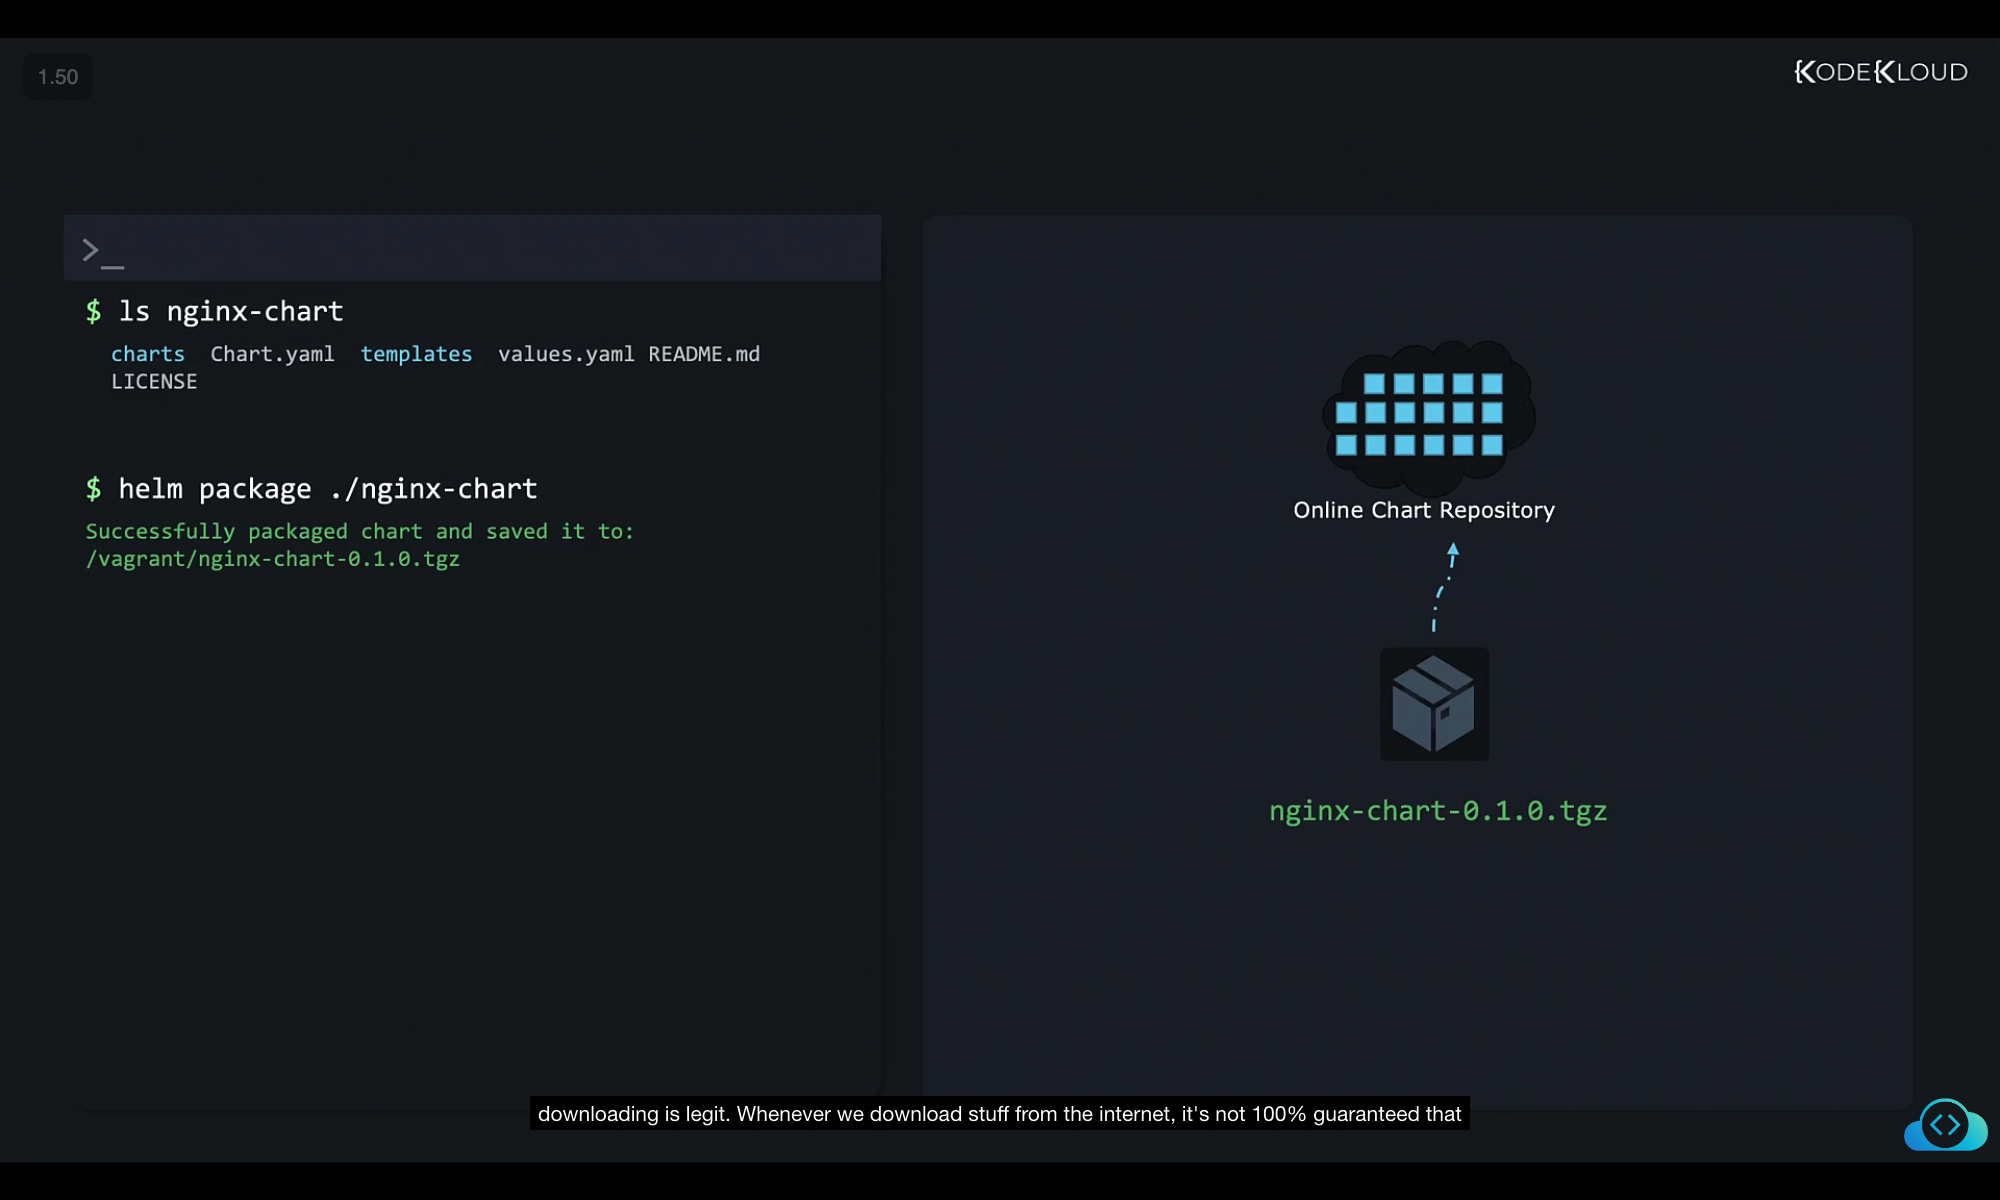 1.50
KODEKLOUD
>_
$ ls nginx-chart
charts Chart.yaml templates values.yaml README.md
LICENSE
$ helm package ./nginx-chart
Successfully packaged chart and saved it to:
/vagrant/nginx-chart-0.1.0.tgz
Online Chart Repository
nginx-chart-0.1.0.tgz
downloading is legit. Whenever we download stuff from the internet, it's not 100% guaranteed that